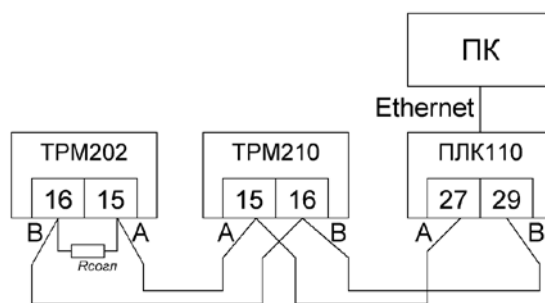 ПК
Ethernet
ТРМ202
ТРМ210
ПЛК110
16 15
15 16
27 29
B
A
A
B
A
B
Rсогл